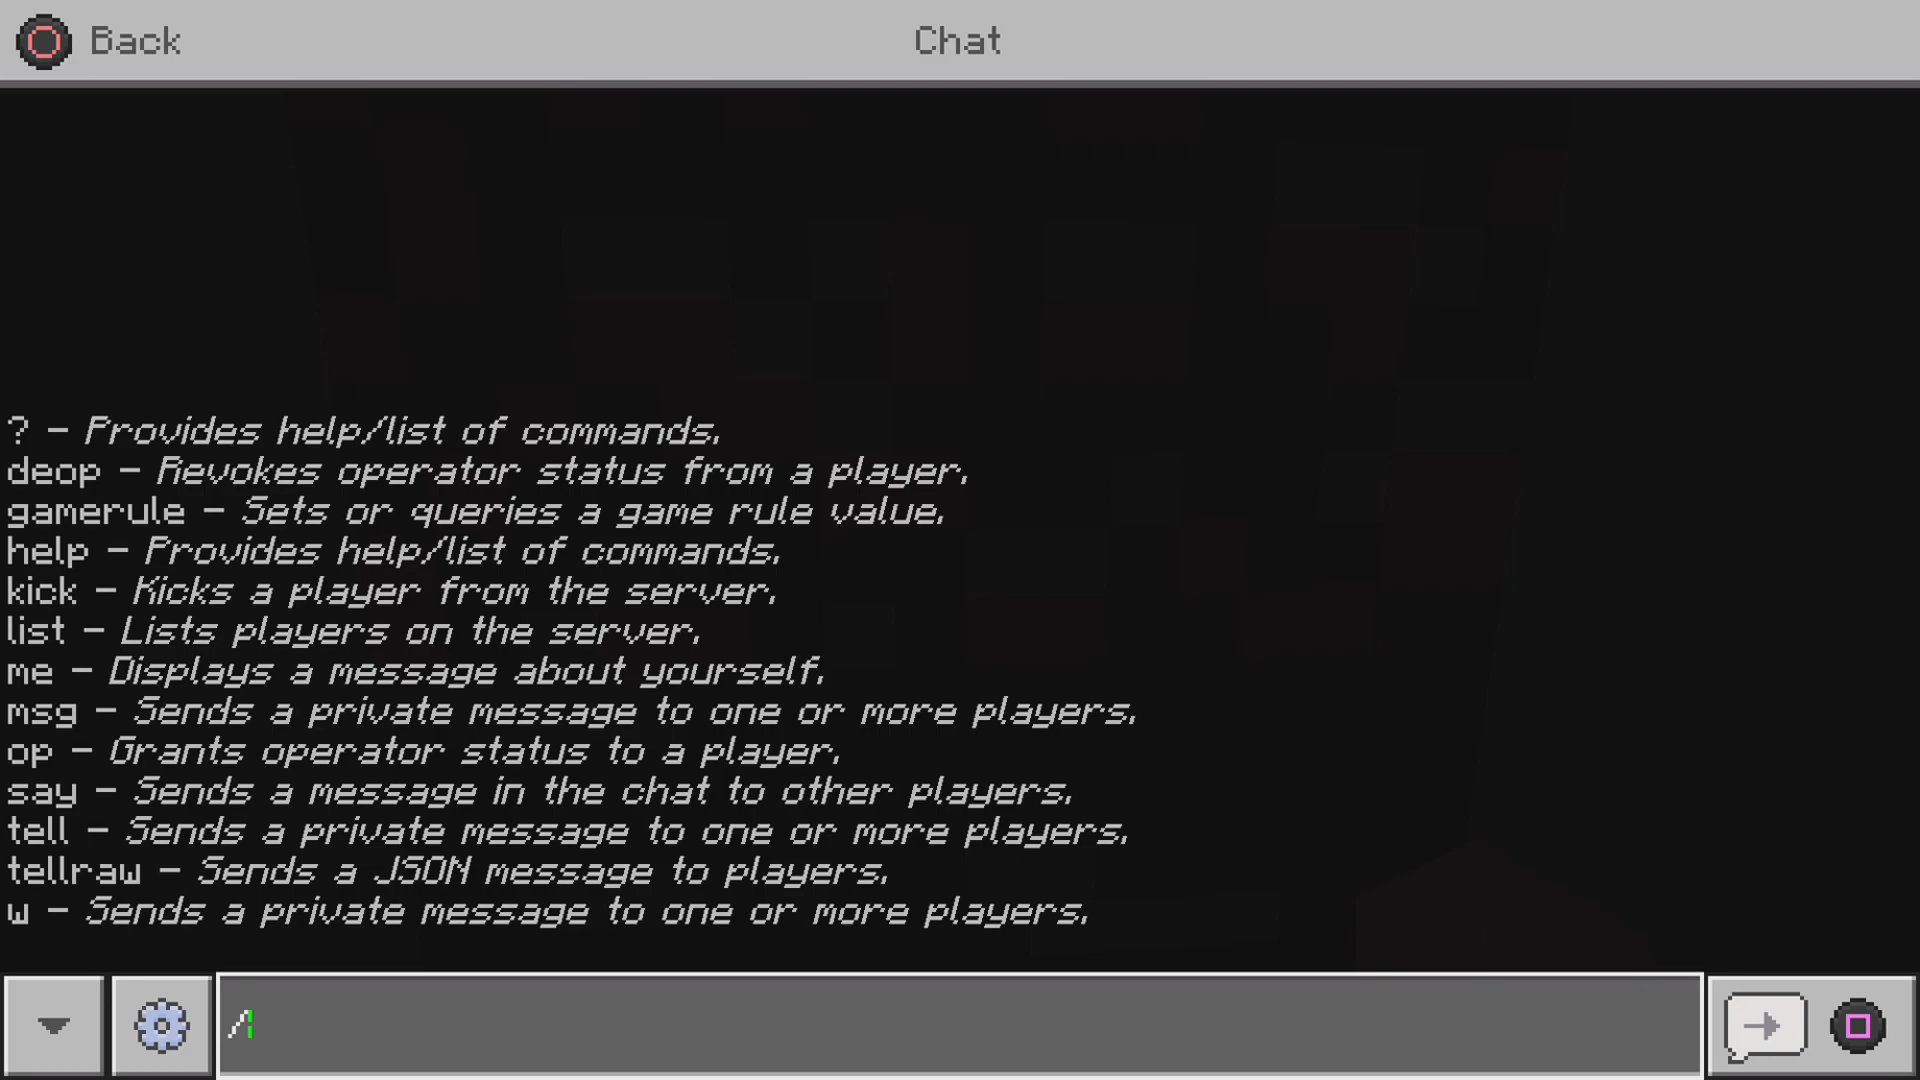 Back
Chat
? - Provides help/list of commands.
deop - Revokes operator status from a player.
gamerule - Sets or queries a game rule value.
help - Provides help/list of commands.
kick - Kicks a player from the server.
list - Lists players on the server.
me - Displays a message about yourself.
msg - Sends a private message to one or more players.
op - Grants operator status to a player.
say - Sends a message in the chat to other players.
tell - Sends a private message to one or more players.
tellraw - Sends a JSON message to players.
w - Sends a private message to one or more players.
/